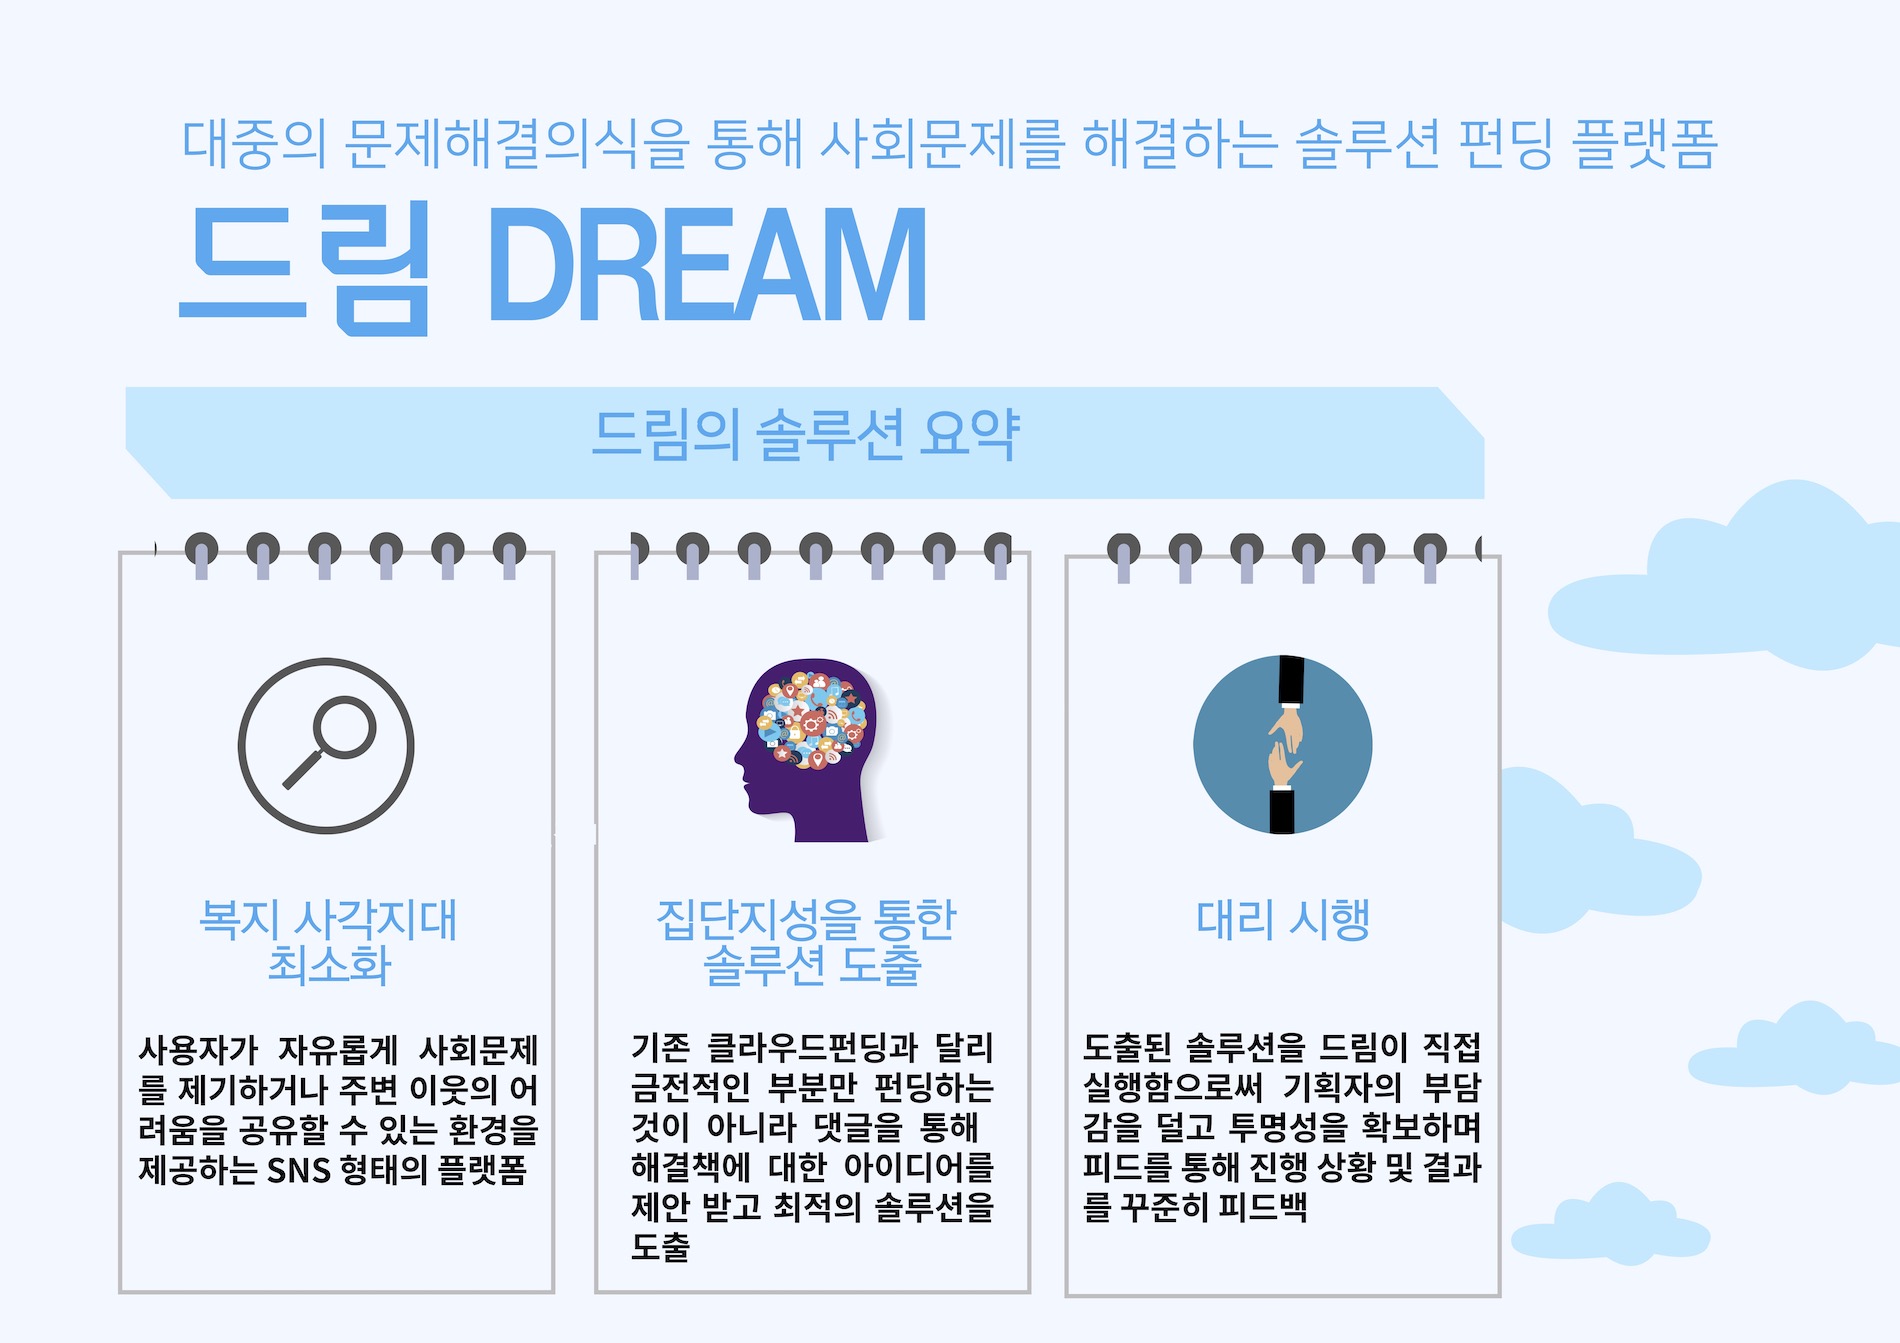 대중의 문제해결의식을 통해 사회문제를 해결하는 솔루션 펀딩 플랫폼
드림 DREAM
드림의 솔루션 요약
복지 사각지대
최소화
사용자가 자유롭게 사회문제
를 제기하거나 주변 이웃의 어
려움을 공유할 수 있는 환경을
제공하는 SNS 형태의 플랫폼
집단지성을 통한
솔루션 도출
기존 클라우드펀딩과 달리
금전적인 부분만 펀딩하는
것이 아니라 댓글을 통해
해결책에 대한 아이디어를
제안 받고 최적의 솔루션을
도출
대리 시행
도출된 솔루션을 드림이 직접
실행함으로써 기획자의 부담
감을 덜고 투명성을 확보하며
피드를 통해 진행 상황 및 결과
를 꾸준히 피드백